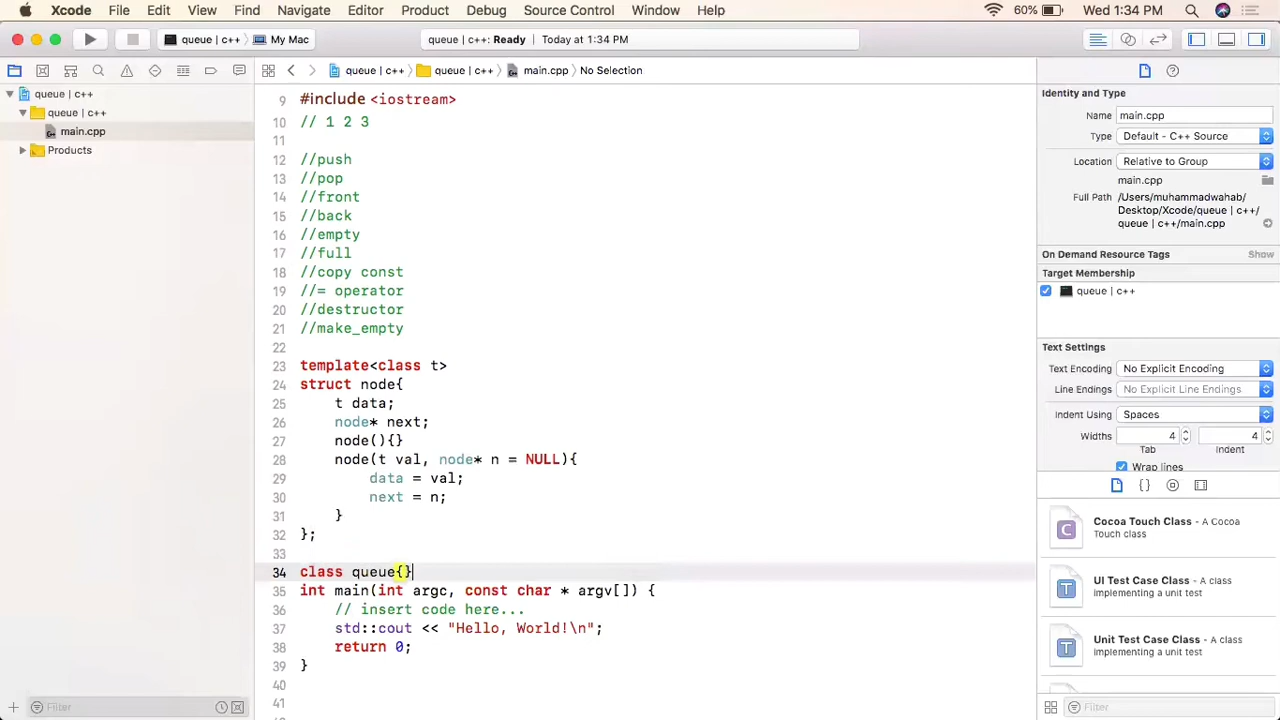 Xcode File Edit View Find Navigate Editor Product Debug Source Control Window Help 60% Wed 1:34 PM
queue | c++ My Mac queue | c++: Ready Today at 1:34 PM
queue | c++ queue | c++ main.cpp No Selection
queue | c++
queue | c++
main.cpp
Products
Filter
9 #include <iostream>
10 // 1 2 3
11
12 //push
13 //pop
14 //front
15 //back
16 //empty
17 //full
18 //copy const
19 //= operator
20 //destructor
21 //make_empty
22
23 template<class t>
24 struct node{
25 t data;
26 node* next;
27 node(){}
28 node(t val, node* n = NULL){
29 data = val;
30 next = n;
31 }
32 };
33
34 class queue{}
35 int main(int argc, const char * argv[]) {
36 // insert code here...
37 std::cout << "Hello, World!\n";
38 return 0;
39 }
40
41
Identity and Type
Name main.cpp
Type Default - C++ Source
Location Relative to Group
main.cpp
Full Path /Users/muhammadwahab/
Desktop/Xcode/queue | c++/
queue | c++/main.cpp
On Demand Resource Tags Show
Target Membership
queue | c++
Text Settings
Text Encoding No Explicit Encoding
Line Endings No Explicit Line Endings
Indent Using Spaces
Widths 4 4
Tab Indent
Wrap lines
C Cocoa Touch Class - A Cocoa
Touch class
T UI Test Case Class - A class
implementing a unit test
T Unit Test Case Class - A class
implementing a unit test
Filter